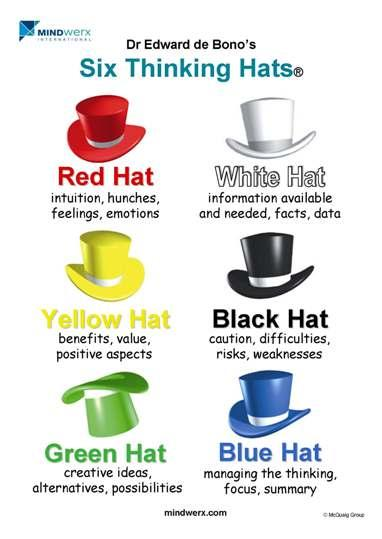 MINDwerx
INTERNATIONAL
Dr Edward de Bono's
Six Thinking Hats®
Red Hat
intuition, hunches,
feelings, emotions
White Hat
information available
and needed, facts, data
Yellow Hat
benefits, value,
positive aspects
Black Hat
caution, difficulties,
risks, weaknesses
Green Hat
creative ideas,
alternatives, possibilities
Blue Hat
managing the thinking,
focus, summary
mindwerx.com
© McQuaig Group